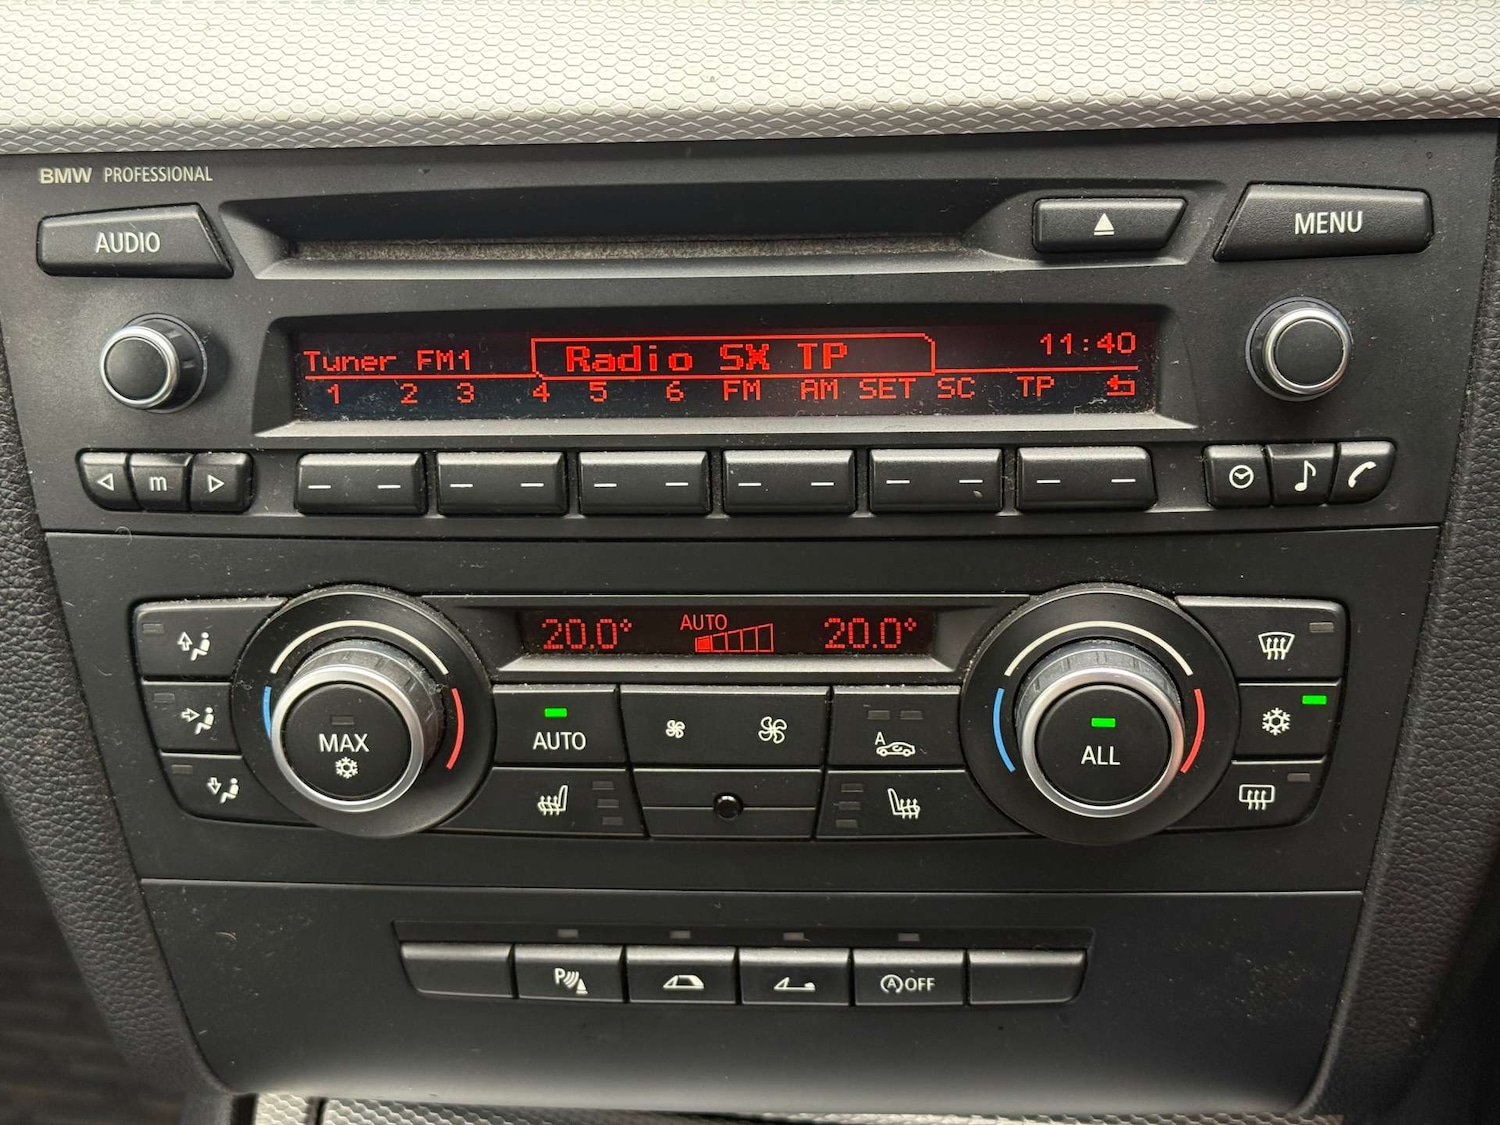 BMW PROFESSIONAL
AUDIO
MENU
Tuner FM1 Radio SX TP 11:40
1 2 3 4 5 6 FM AM SET SC TP
m
20.0° AUTO 20.0°
MAX
AUTO
A
ALL
P
A OFF